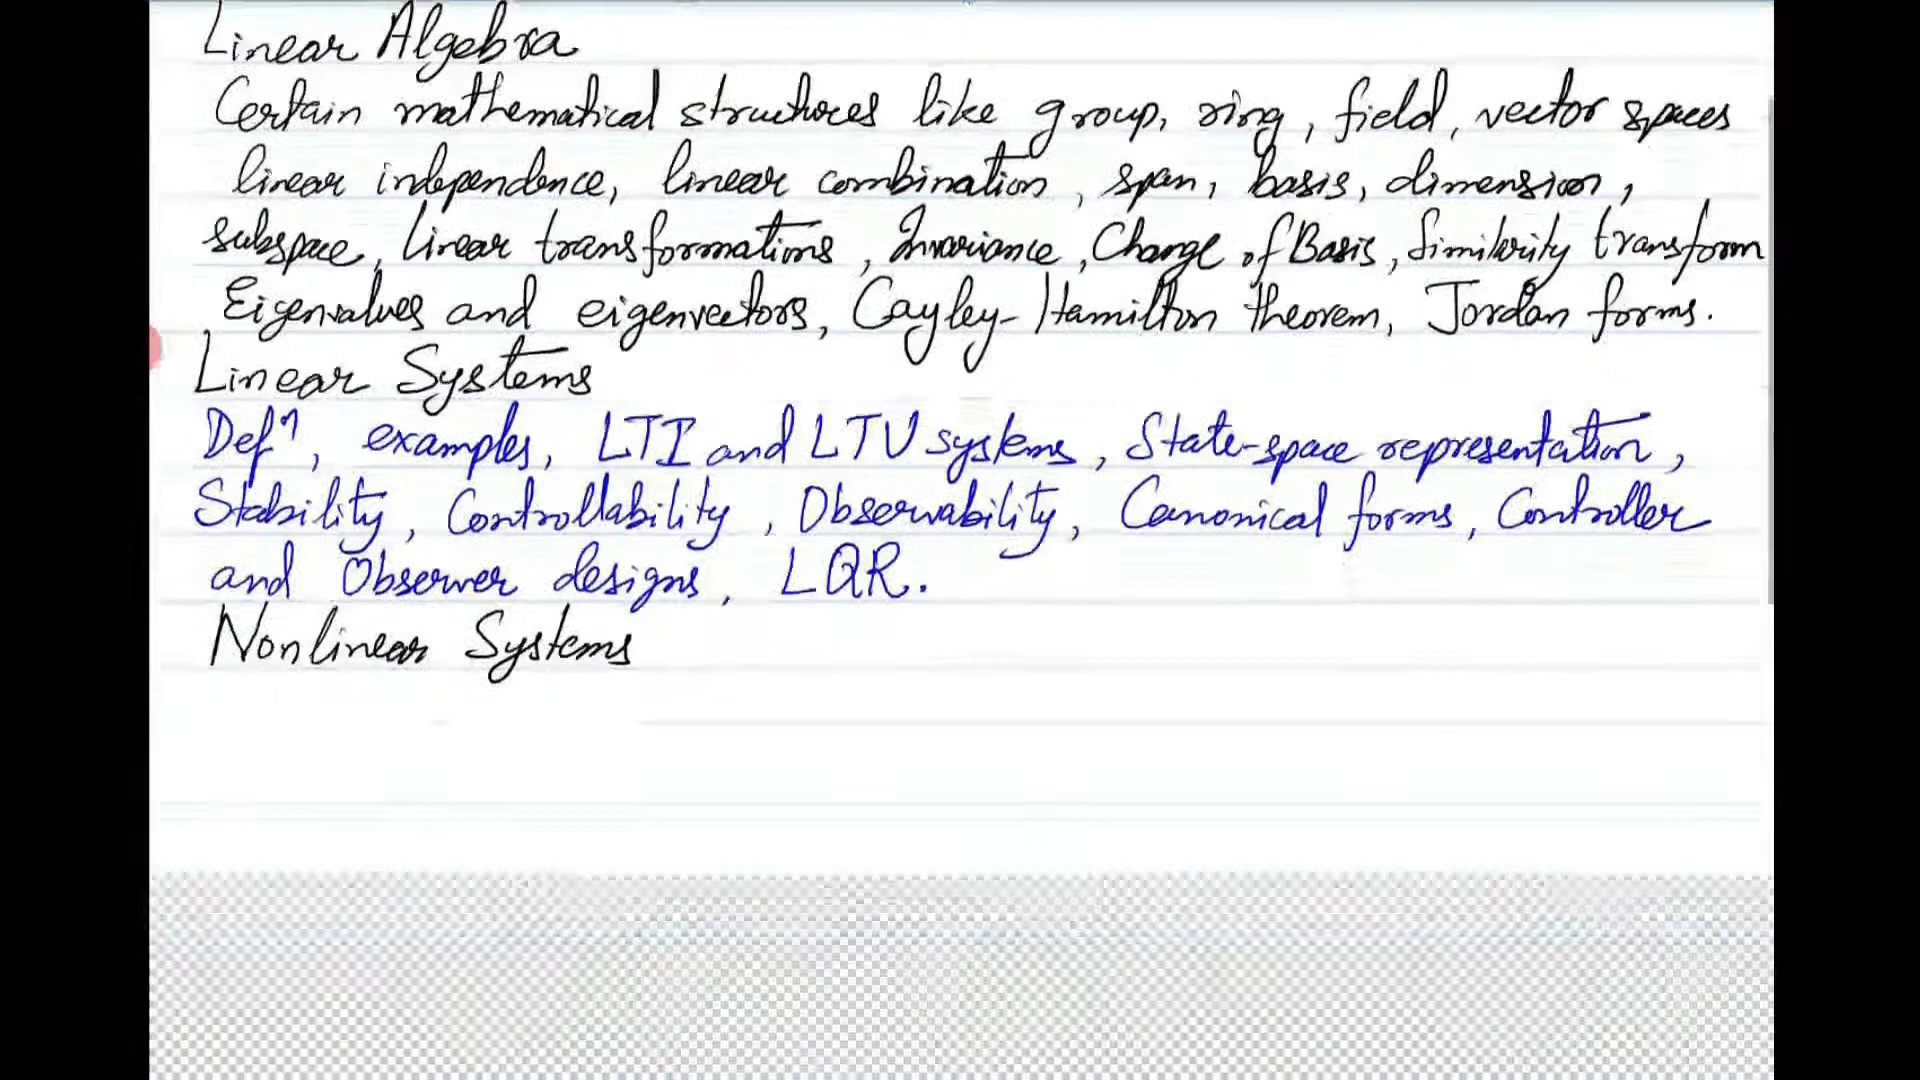 Linear Algebra
Certain mathematical structures like group, ring, field, vector spaces
linear independence, linear combination, span, basis, dimension,
subspace, Linear transformations, Invariance, Change of Basis, Similarity transform
Eigenvalues and eigenvectors, Cayley-Hamilton theorem, Jordan forms.
Linear Systems
Defⁿ, examples, LTI and LTV systems, State-space representation,
Stability, Controllability, Observability, Canonical forms, Controller
and Observer designs, LQR.
Nonlinear Systems